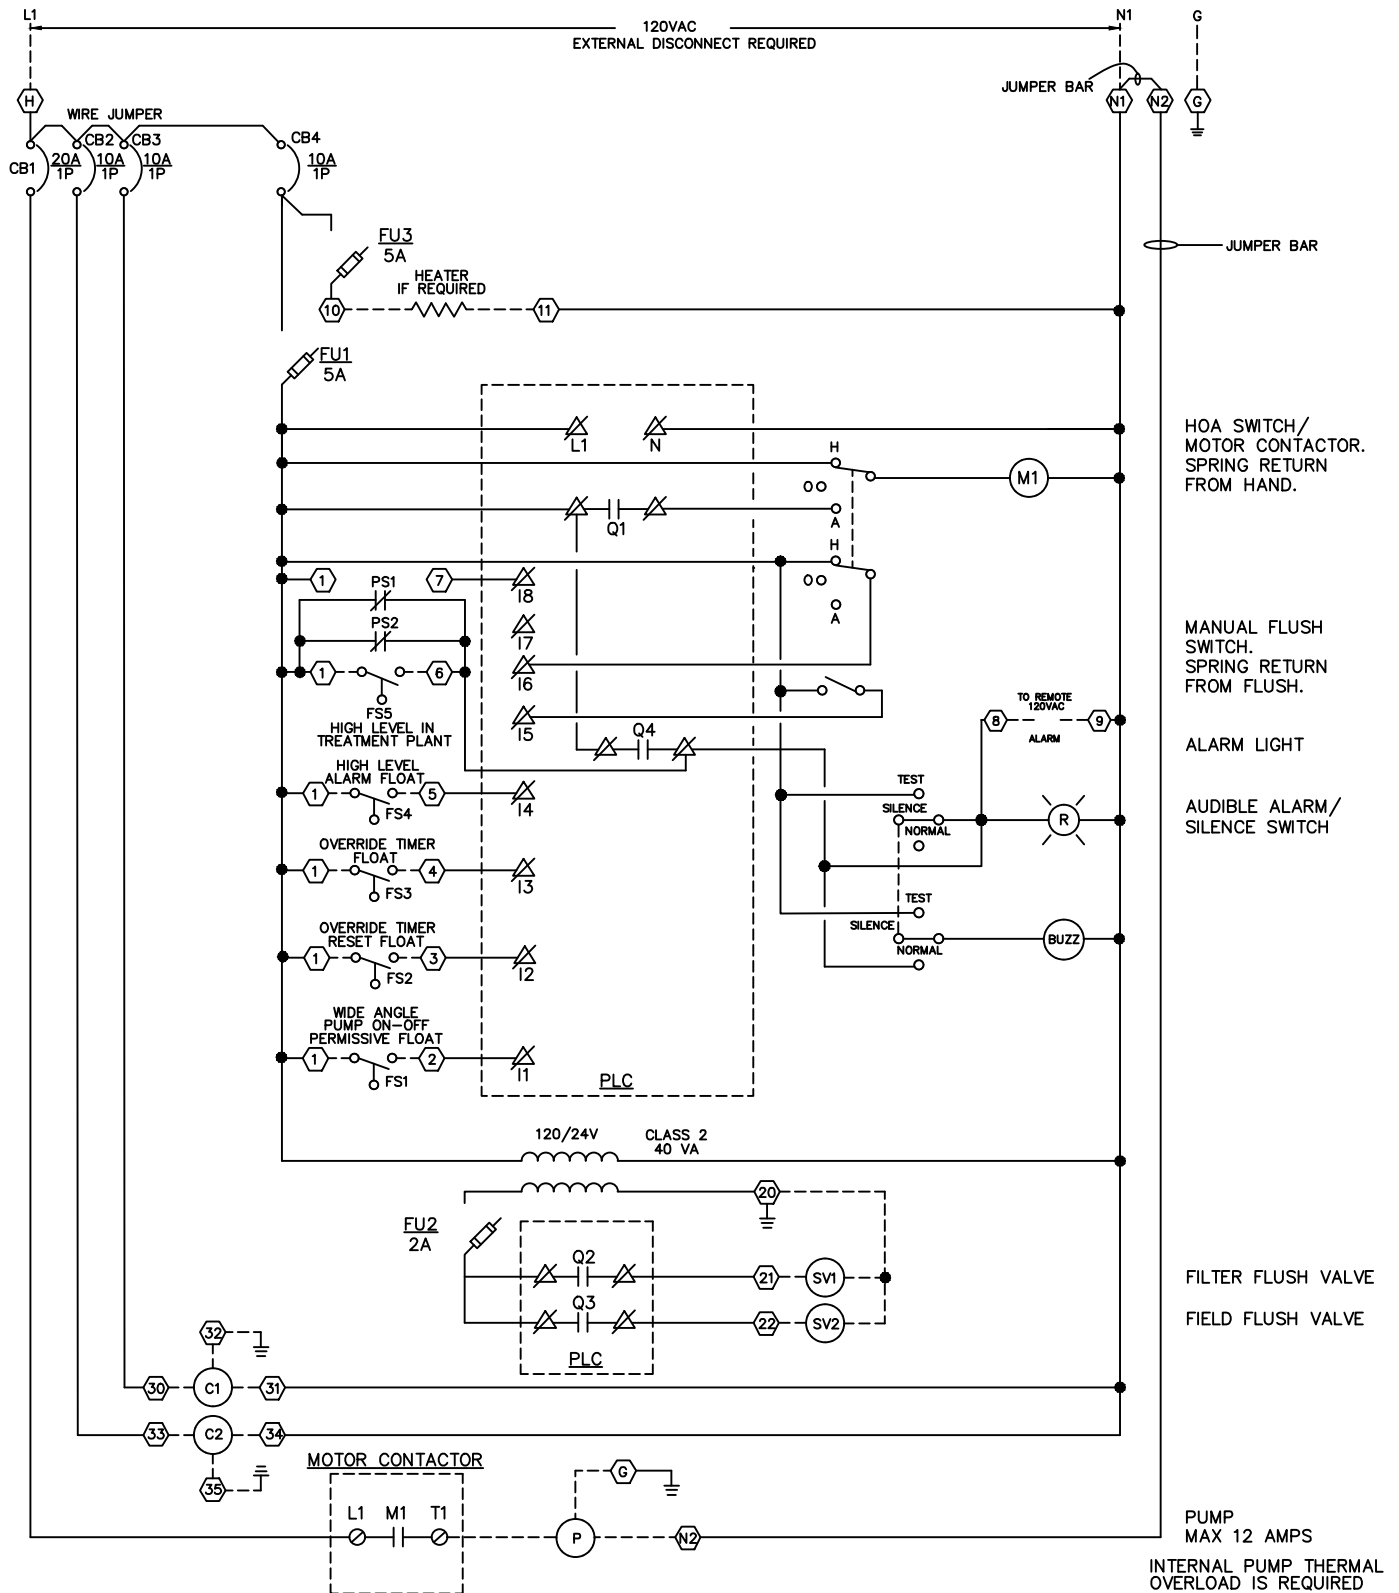 L1
120VAC
EXTERNAL DISCONNECT REQUIRED
N1
G
JUMPER BAR
H
N1
N2
G
WIRE JUMPER
CB1
20A
1P
CB2
10A
1P
CB3
10A
1P
CB4
10A
1P
JUMPER BAR
FU3
5A
HEATER
IF REQUIRED
10
11
FU1
5A
L1
N
H
OO
A
M1
HOA SWITCH/
MOTOR CONTACTOR.
SPRING RETURN
FROM HAND.
Q1
H
OO
A
1
PS1
7
I8
PS2
I7
1
6
I6
FS5
HIGH LEVEL IN
TREATMENT PLANT
I5
MANUAL FLUSH
SWITCH.
SPRING RETURN
FROM FLUSH.
TO REMOTE
120VAC
8
9
ALARM
Q4
ALARM LIGHT
HIGH LEVEL
ALARM FLOAT
1
5
FS4
I4
TEST
SILENCE
NORMAL
R
AUDIBLE ALARM/
SILENCE SWITCH
OVERRIDE TIMER
FLOAT
1
4
FS3
I3
TEST
SILENCE
NORMAL
BUZZ
OVERRIDE TIMER
RESET FLOAT
1
3
FS2
I2
WIDE ANGLE
PUMP ON-OFF
PERMISSIVE FLOAT
1
2
FS1
I1
PLC
120/24V
CLASS 2
40 VA
20
FU2
2A
Q2
21
SV1
FILTER FLUSH VALVE
Q3
22
SV2
FIELD FLUSH VALVE
PLC
32
30
C1
31
33
C2
34
35
MOTOR CONTACTOR
G
L1
M1
T1
P
N2
PUMP
MAX 12 AMPS
INTERNAL PUMP THERMAL
OVERLOAD IS REQUIRED